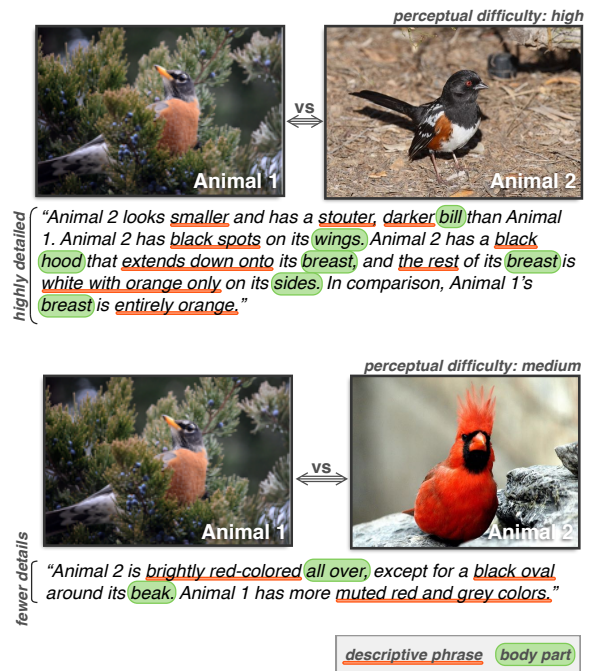 perceptual difficulty: high
vs
Animal 1
Animal 2
highly detailed
“Animal 2 looks smaller and has a stouter, darker bill than Animal
1. Animal 2 has black spots on its wings. Animal 2 has a black
hood that extends down onto its breast, and the rest of its breast is
white with orange only on its sides. In comparison, Animal 1’s
breast is entirely orange.”
perceptual difficulty: medium
vs
Animal 1
Animal 2
fewer details
“Animal 2 is brightly red-colored all over, except for a black oval
around its beak. Animal 1 has more muted red and grey colors.”
descriptive phrase body part